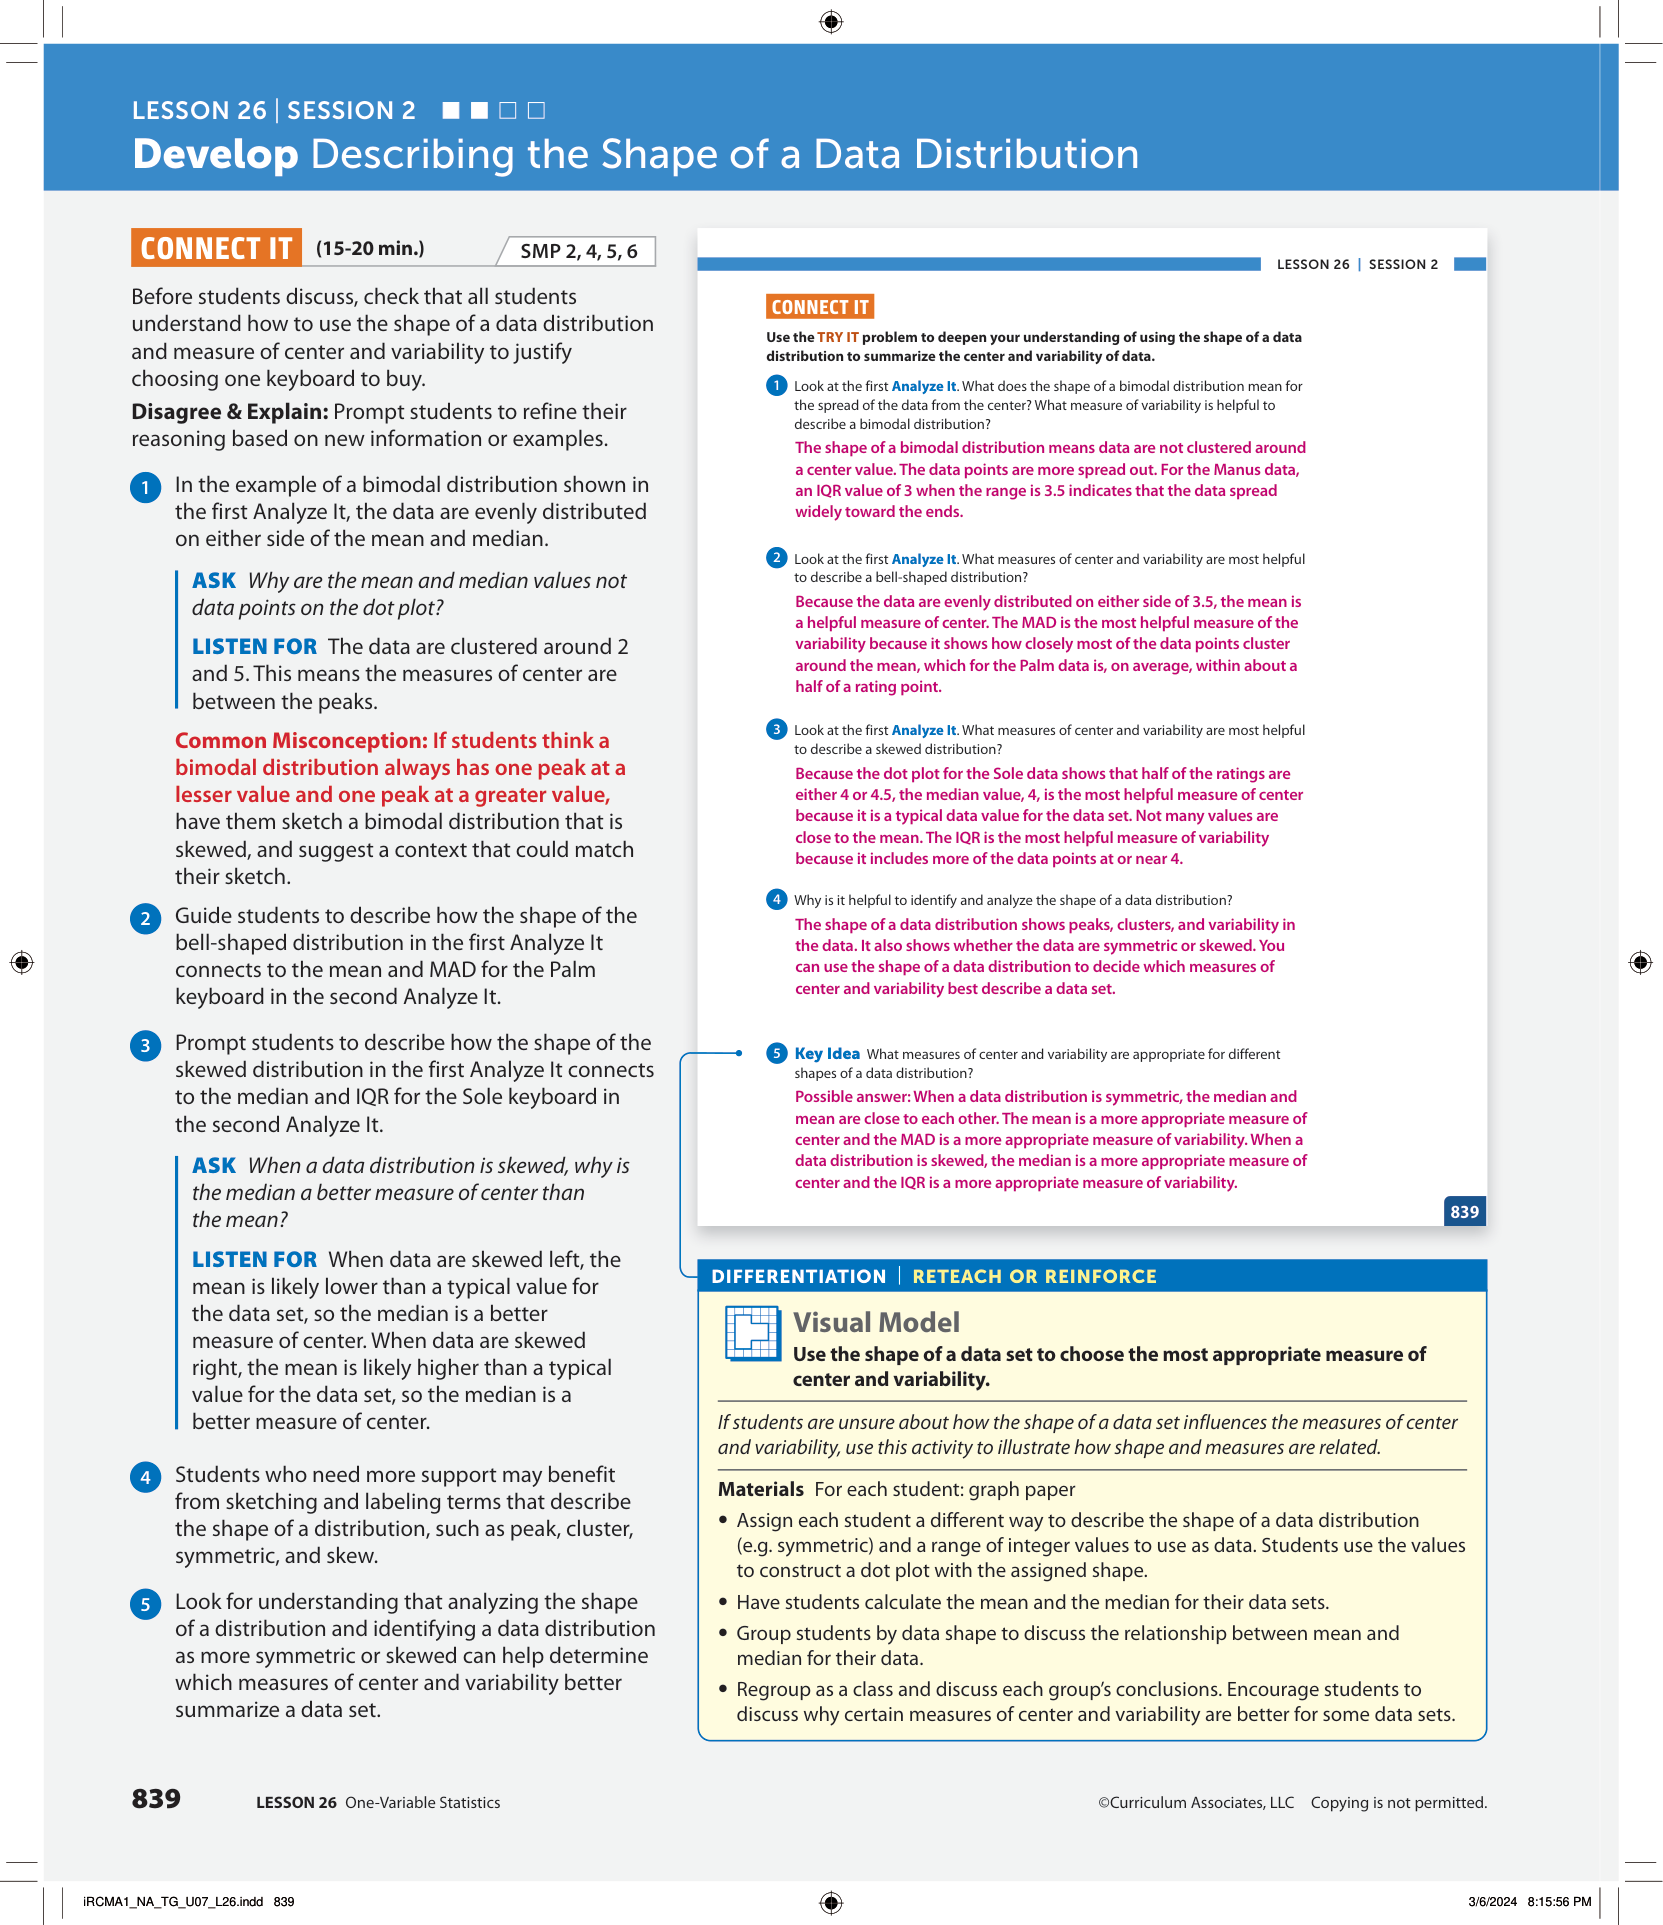 LESSON 26 | SESSION 2
Develop Describing the Shape of a Data Distribution
CONNECT IT (15-20 min.) SMP 2, 4, 5, 6
Before students discuss, check that all students
understand how to use the shape of a data distribution
and measure of center and variability to justify
choosing one keyboard to buy.
Disagree & Explain: Prompt students to refine their
reasoning based on new information or examples.
1 In the example of a bimodal distribution shown in
the first Analyze It, the data are evenly distributed
on either side of the mean and median.
ASK Why are the mean and median values not
data points on the dot plot?
LISTEN FOR The data are clustered around 2
and 5. This means the measures of center are
between the peaks.
Common Misconception: If students think a
bimodal distribution always has one peak at a
lesser value and one peak at a greater value,
have them sketch a bimodal distribution that is
skewed, and suggest a context that could match
their sketch.
2 Guide students to describe how the shape of the
bell-shaped distribution in the first Analyze It
connects to the mean and MAD for the Palm
keyboard in the second Analyze It.
3 Prompt students to describe how the shape of the
skewed distribution in the first Analyze It connects
to the median and IQR for the Sole keyboard in
the second Analyze It.
ASK When a data distribution is skewed, why is
the median a better measure of center than
the mean?
LISTEN FOR When data are skewed left, the
mean is likely lower than a typical value for
the data set, so the median is a better
measure of center. When data are skewed
right, the mean is likely higher than a typical
value for the data set, so the median is a
better measure of center.
4 Students who need more support may benefit
from sketching and labeling terms that describe
the shape of a distribution, such as peak, cluster,
symmetric, and skew.
5 Look for understanding that analyzing the shape
of a distribution and identifying a data distribution
as more symmetric or skewed can help determine
which measures of center and variability better
summarize a data set.
LESSON 26 | SESSION 2
CONNECT IT
Use the TRY IT problem to deepen your understanding of using the shape of a data
distribution to summarize the center and variability of data.
1 Look at the first Analyze It. What does the shape of a bimodal distribution mean for
the spread of the data from the center? What measure of variability is helpful to
describe a bimodal distribution?
The shape of a bimodal distribution means data are not clustered around
a center value. The data points are more spread out. For the Manus data,
an IQR value of 3 when the range is 3.5 indicates that the data spread
widely toward the ends.
2 Look at the first Analyze It. What measures of center and variability are most helpful
to describe a bell-shaped distribution?
Because the data are evenly distributed on either side of 3.5, the mean is
a helpful measure of center. The MAD is the most helpful measure of the
variability because it shows how closely most of the data points cluster
around the mean, which for the Palm data is, on average, within about a
half of a rating point.
3 Look at the first Analyze It. What measures of center and variability are most helpful
to describe a skewed distribution?
Because the dot plot for the Sole data shows that half of the ratings are
either 4 or 4.5, the median value, 4, is the most helpful measure of center
because it is a typical data value for the data set. Not many values are
close to the mean. The IQR is the most helpful measure of variability
because it includes more of the data points at or near 4.
4 Why is it helpful to identify and analyze the shape of a data distribution?
The shape of a data distribution shows peaks, clusters, and variability in
the data. It also shows whether the data are symmetric or skewed. You
can use the shape of a data distribution to decide which measures of
center and variability best describe a data set.
5 Key Idea What measures of center and variability are appropriate for different
shapes of a data distribution?
Possible answer: When a data distribution is symmetric, the median and
mean are close to each other. The mean is a more appropriate measure of
center and the MAD is a more appropriate measure of variability. When a
data distribution is skewed, the median is a more appropriate measure of
center and the IQR is a more appropriate measure of variability.
839
DIFFERENTIATION | RETEACH OR REINFORCE
Visual Model
Use the shape of a data set to choose the most appropriate measure of
center and variability.
If students are unsure about how the shape of a data set influences the measures of center
and variability, use this activity to illustrate how shape and measures are related.
Materials For each student: graph paper
• Assign each student a different way to describe the shape of a data distribution
(e.g. symmetric) and a range of integer values to use as data. Students use the values
to construct a dot plot with the assigned shape.
• Have students calculate the mean and the median for their data sets.
• Group students by data shape to discuss the relationship between mean and
median for their data.
• Regroup as a class and discuss each group's conclusions. Encourage students to
discuss why certain measures of center and variability are better for some data sets.
839 LESSON 26 One-Variable Statistics ©Curriculum Associates, LLC Copying is not permitted.
iRCMA1_NA_TG_U07_L26.indd 839 3/6/2024 8:15:56 PM